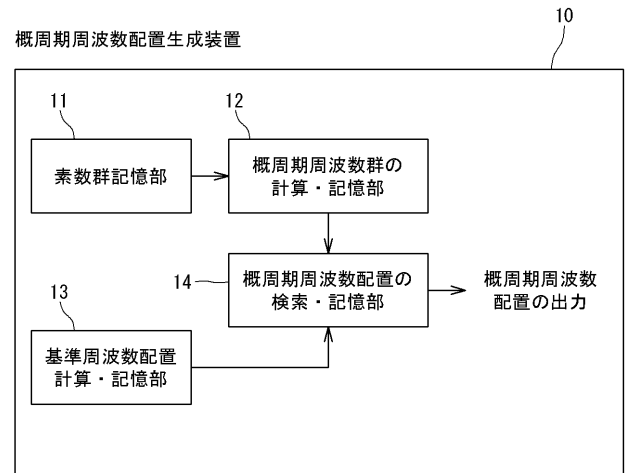 10
概周期周波数配置生成装置
11
12
素数群記憶部
概周期周波数群の
計算・記憶部
14
概周期周波数配置の
検索・記憶部
概周期周波数
配置の出力
13
基準周波数配置
計算・記憶部